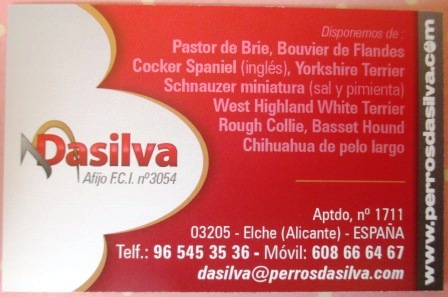 Disponemos de :
Pastor de Brie, Bouvier de Flandes
Cocker Spaniel (inglés), Yorkshire Terrier
Schnauzer miniatura (sal y pimienta)
West Highland White Terrier
Rough Collie, Basset Hound
Chihuahua de pelo largo
Dasilva
Afijo F.C.I. nº3054
Aptdo, nº 1711
03205 - Elche (Alicante) - ESPAÑA
Telf.: 96 545 35 36 - Móvil: 608 66 64 67
dasilva@perrosdasilva.com
www.perrosdasilva.com